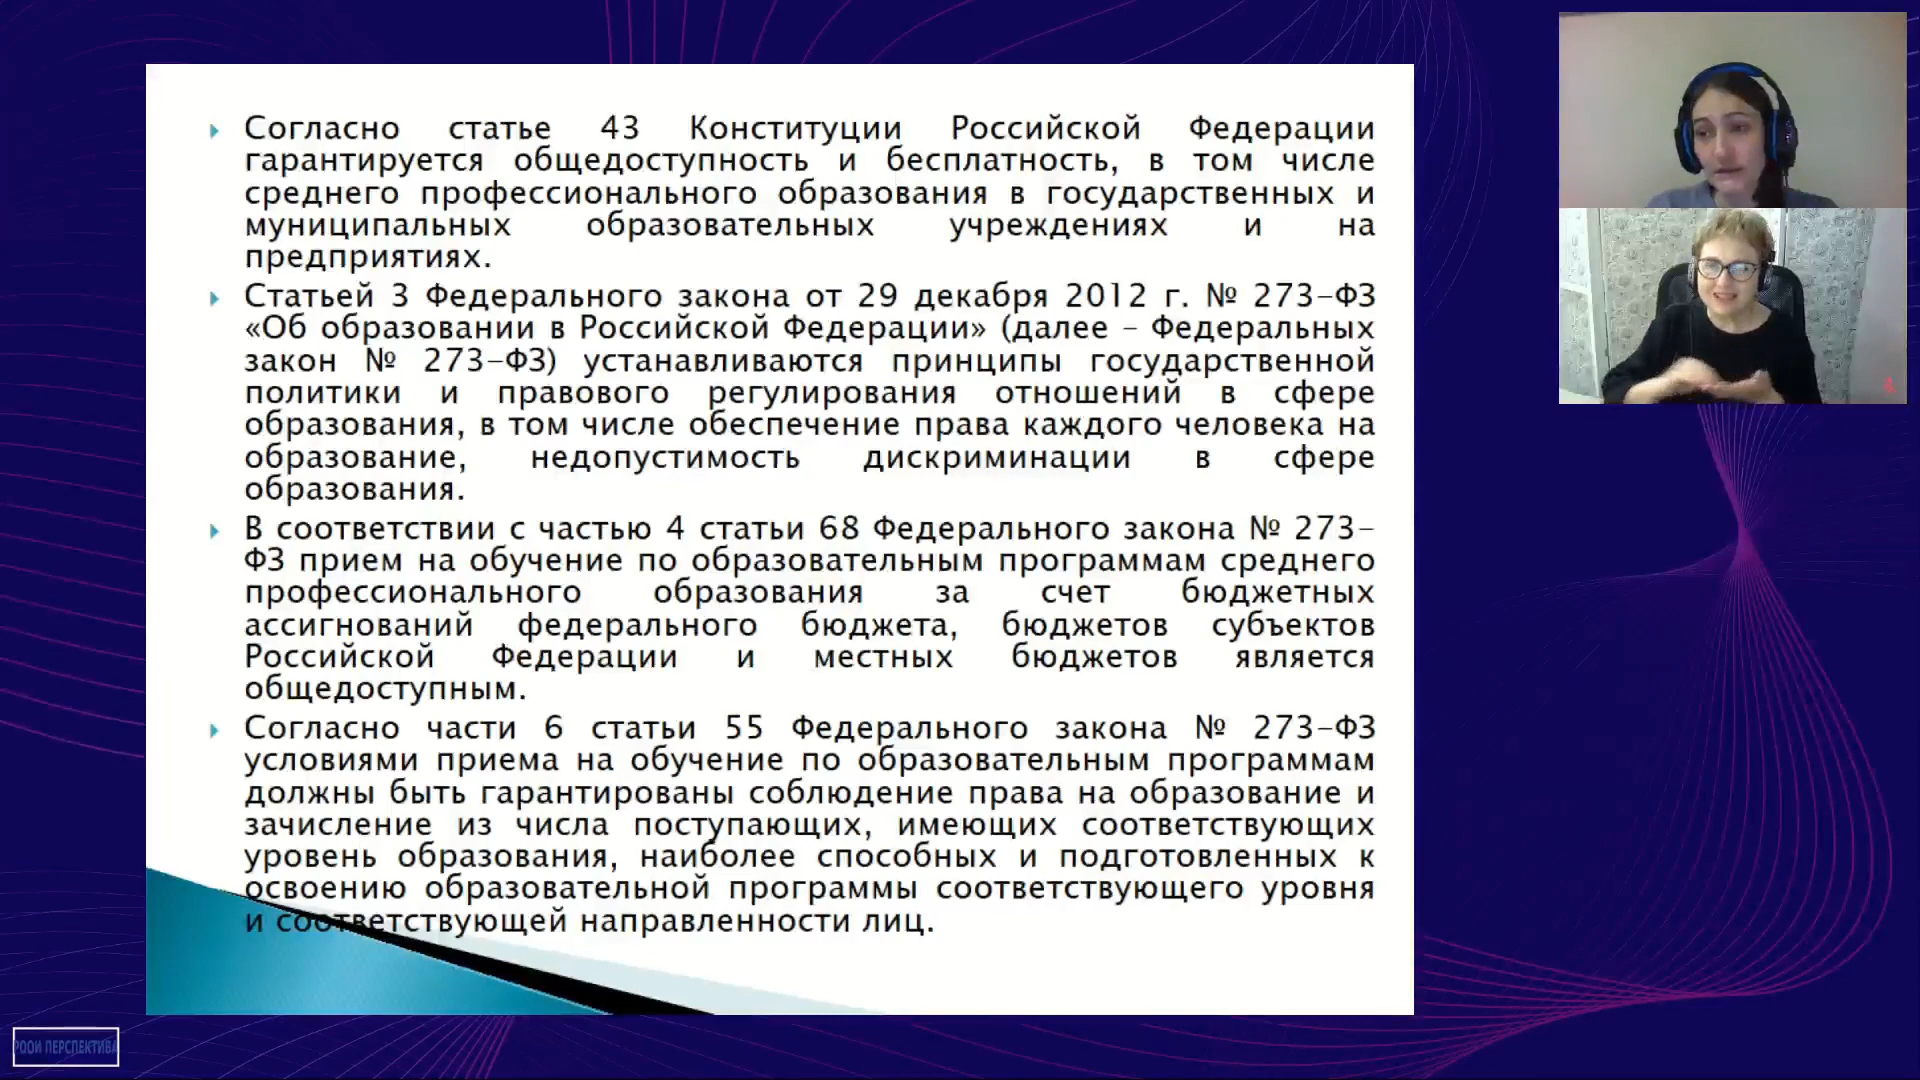 Согласно статье 43 Конституции Российской Федерации
гарантируется общедоступность и бесплатность, в том числе
среднего профессионального образования в государственных и
муниципальных образовательных учреждениях и на
предприятиях.
Статьей 3 Федерального закона от 29 декабря 2012 г. № 273-ФЗ
«Об образовании в Российской Федерации» (далее – Федеральных
закон № 273-ФЗ) устанавливаются принципы государственной
политики и правового регулирования отношений в сфере
образования, в том числе обеспечение права каждого человека на
образование, недопустимость дискриминации в сфере
образования.
В соответствии с частью 4 статьи 68 Федерального закона № 273-
ФЗ прием на обучение по образовательным программам среднего
профессионального образования за счет бюджетных
ассигнований федерального бюджета, бюджетов субъектов
Российской Федерации и местных бюджетов является
общедоступным.
Согласно части 6 статьи 55 Федерального закона № 273-ФЗ
условиями приема на обучение по образовательным программам
должны быть гарантированы соблюдение права на образование и
зачисление из числа поступающих, имеющих соответствующих
уровень образования, наиболее способных и подготовленных к
освоению образовательной программы соответствующего уровня
и соответствующей направленности лиц.
РООИ ПЕРСПЕКТИВА